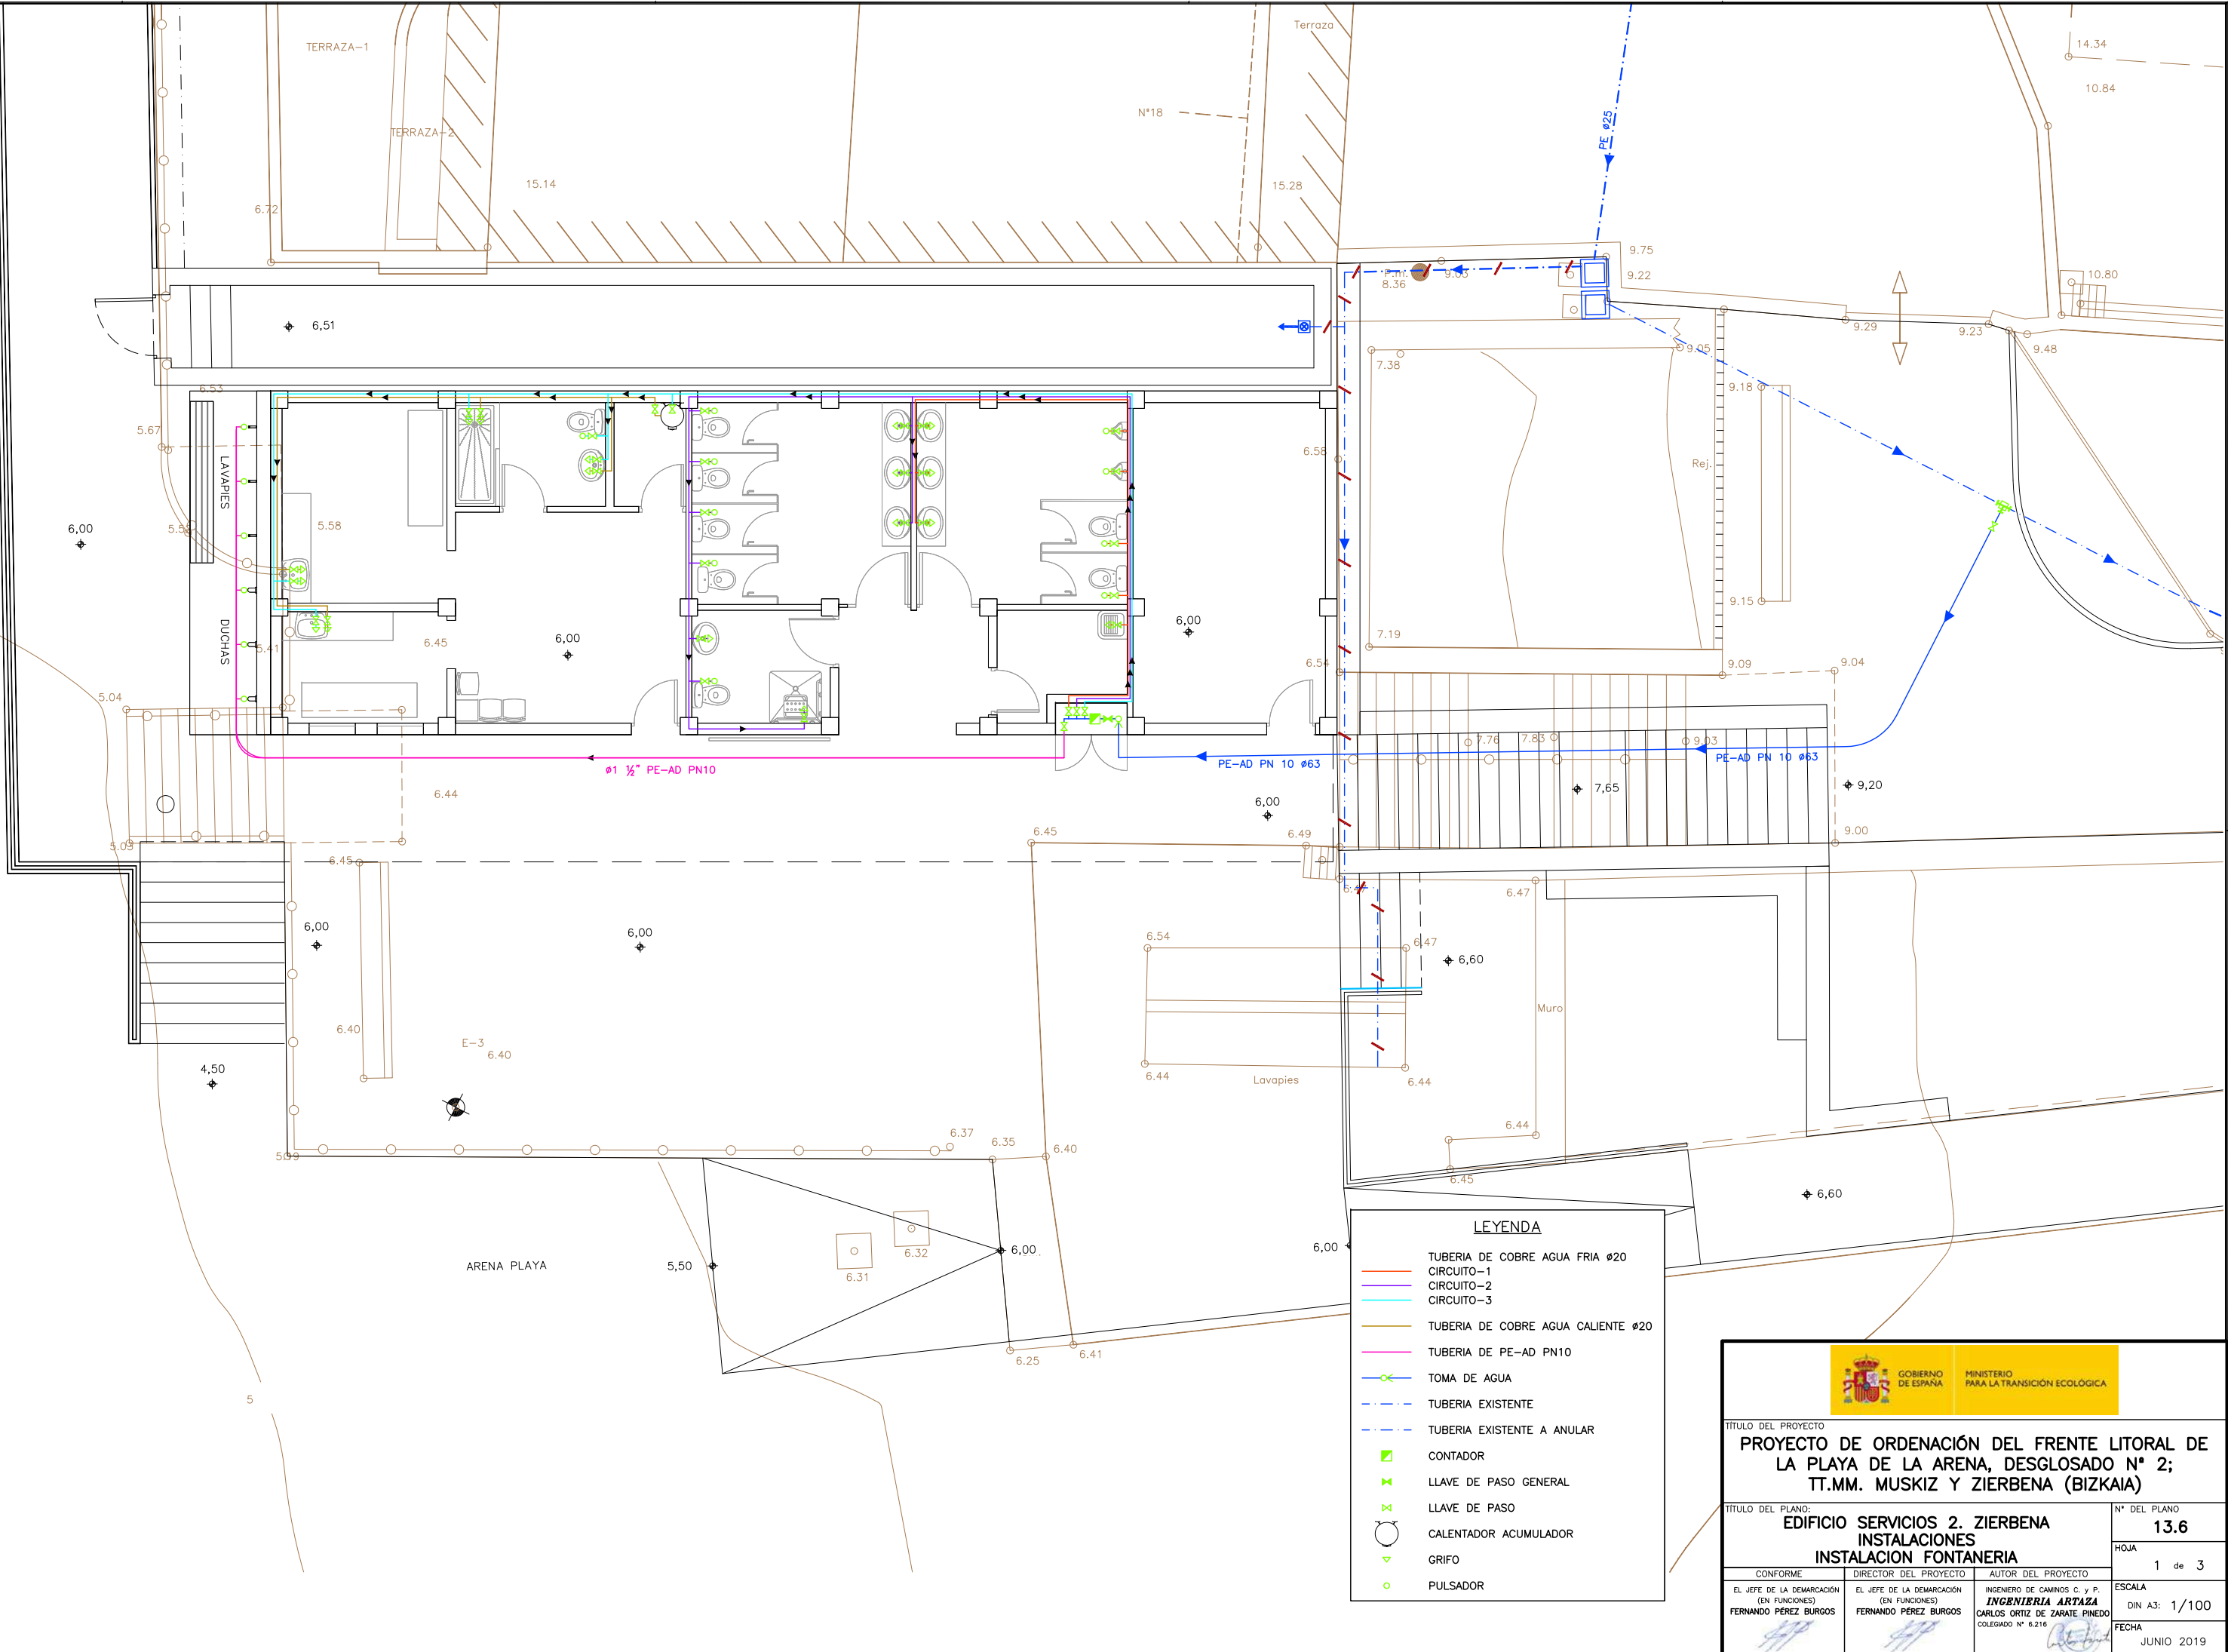 TERRAZA-1
Terraza
14.34
10.84
PE ø25
Nº18
TERRAZA-2
15.14
15.28
6.72
9.75
9.22
P.m.
8.36
9.05
10.80
6,51
9.29
9.23
9.48
7.38
9.05
6.53
9.18
5.67
LAVAPIES
6.58
Rej.
6,00
5.58
9.15
DUCHAS
6,00
6,00
6.45
5.41
7.19
6.54
9.09
9.04
5.04
7.76
7.83
9.03
ø1 ½" PE-AD PN10
PE-AD PN 10 ø63
PE-AD PN 10 ø63
9,20
7,65
6.44
6,00
5.03
6.45
6.45
6.49
9.00
6.47
6,00
6,00
6.54
6.47
6,60
6.40
E-3
6.40
Muro
4,50
6.44
Lavapies
6.44
6.44
6.37
6.35
6.40
6.45
6,60
ARENA PLAYA
5,50
6.32
6.31
6,00
6,00
6.25
6.41
5
LEYENDA
TUBERIA DE COBRE AGUA FRIA ø20
CIRCUITO-1
CIRCUITO-2
CIRCUITO-3
TUBERIA DE COBRE AGUA CALIENTE ø20
TUBERIA DE PE-AD PN10
TOMA DE AGUA
TUBERIA EXISTENTE
TUBERIA EXISTENTE A ANULAR
CONTADOR
LLAVE DE PASO GENERAL
LLAVE DE PASO
CALENTADOR ACUMULADOR
GRIFO
PULSADOR
GOBIERNO DE ESPAÑA
MINISTERIO PARA LA TRANSICIÓN ECOLÓGICA
TÍTULO DEL PROYECTO
PROYECTO DE ORDENACIÓN DEL FRENTE LITORAL DE
LA PLAYA DE LA ARENA, DESGLOSADO Nº 2;
TT.MM. MUSKIZ Y ZIERBENA (BIZKAIA)
TÍTULO DEL PLANO:
EDIFICIO SERVICIOS 2. ZIERBENA
INSTALACIONES
INSTALACION FONTANERIA
Nº DEL PLANO
13.6
HOJA
1 de 3
CONFORME
EL JEFE DE LA DEMARCACIÓN
(EN FUNCIONES)
FERNANDO PÉREZ BURGOS
DIRECTOR DEL PROYECTO
EL JEFE DE LA DEMARCACIÓN
(EN FUNCIONES)
FERNANDO PÉREZ BURGOS
AUTOR DEL PROYECTO
INGENIERO DE CAMINOS C. y P.
INGENIERIA ARTAZA
CARLOS ORTIZ DE ZARATE PINEDO
COLEGIADO Nº 6.216
ESCALA
DIN A3: 1/100
FECHA
JUNIO 2019